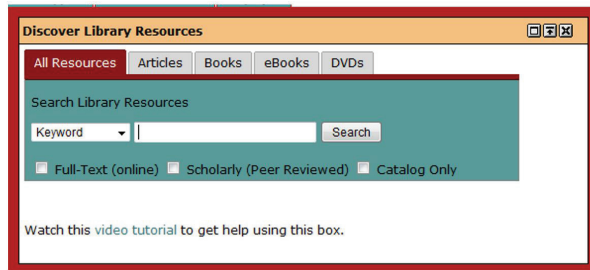 Discover Library Resources
All Resources Articles Books eBooks DVDs
Search Library Resources
Keyword Search
Full-Text (online) Scholarly (Peer Reviewed) Catalog Only
Watch this video tutorial to get help using this box.